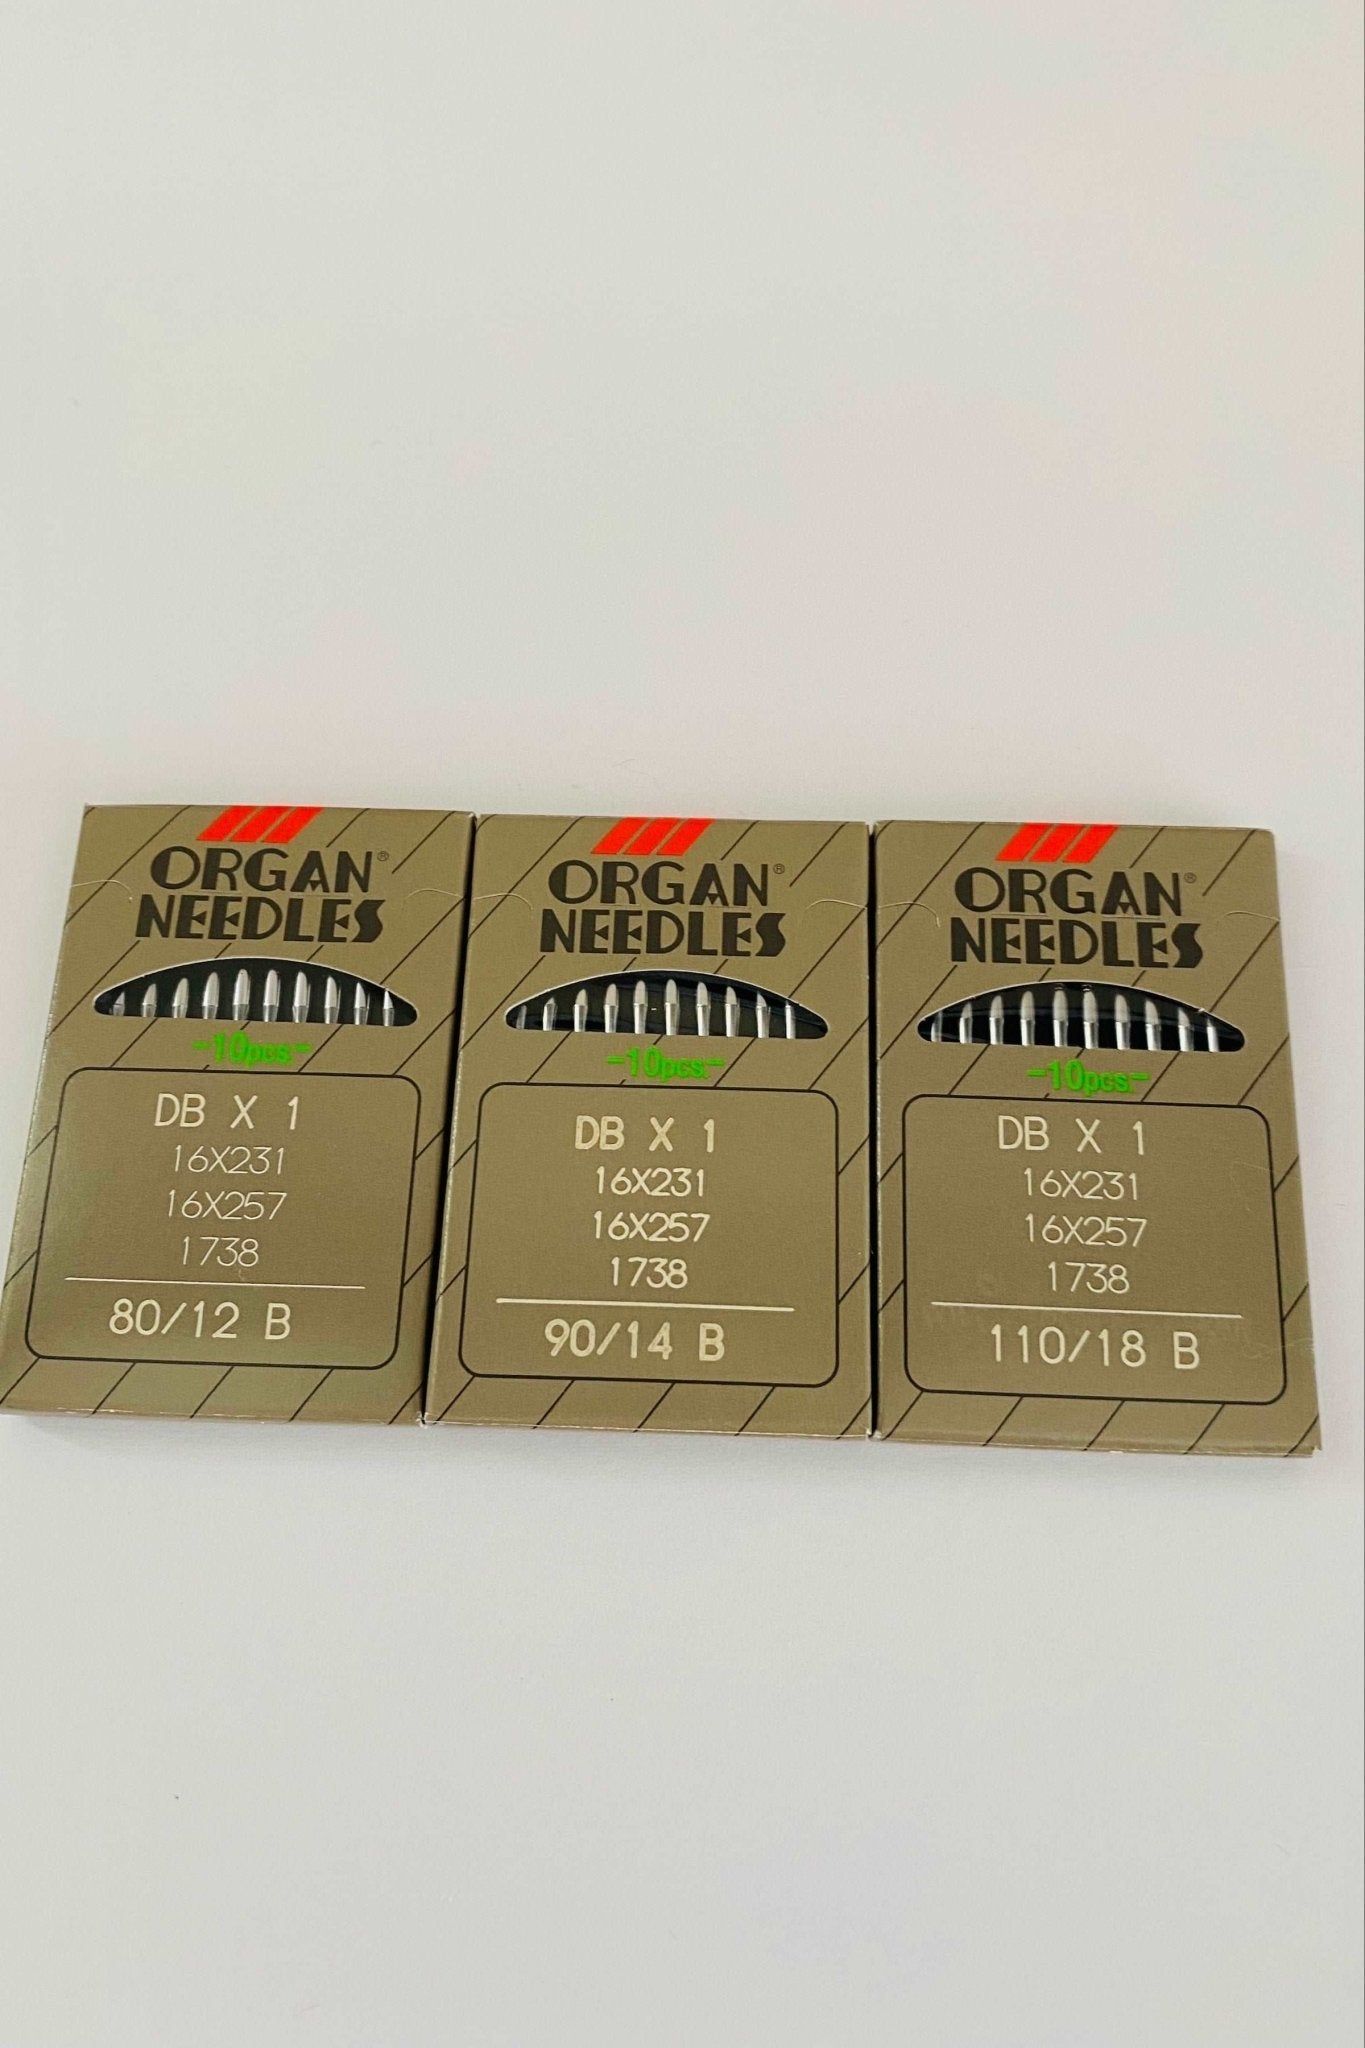 ORGAN®
NEEDLES
-10pcs.-
DB X 1
16X231
16X257
1738
80/12 B
ORGAN®
NEEDLES
-10pcs.-
DB X 1
16X231
16X257
1738
90/14 B
ORGAN®
NEEDLES
-10pcs.-
DB X 1
16X231
16X257
1738
110/18 B